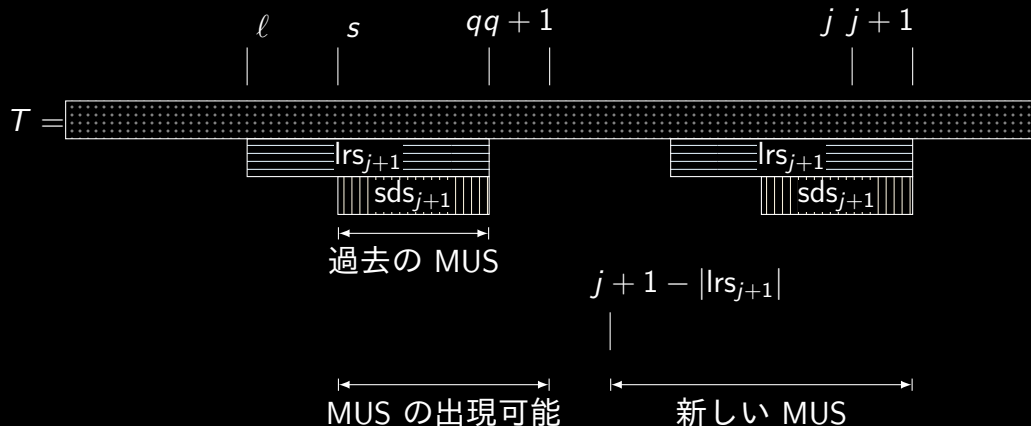 ℓ s qq + 1 j j + 1
T =
lrs_{j+1} lrs_{j+1}
sds_{j+1} sds_{j+1}
過去の MUS
j + 1 − |lrs_{j+1}|
MUS の出現可能 新しい MUS